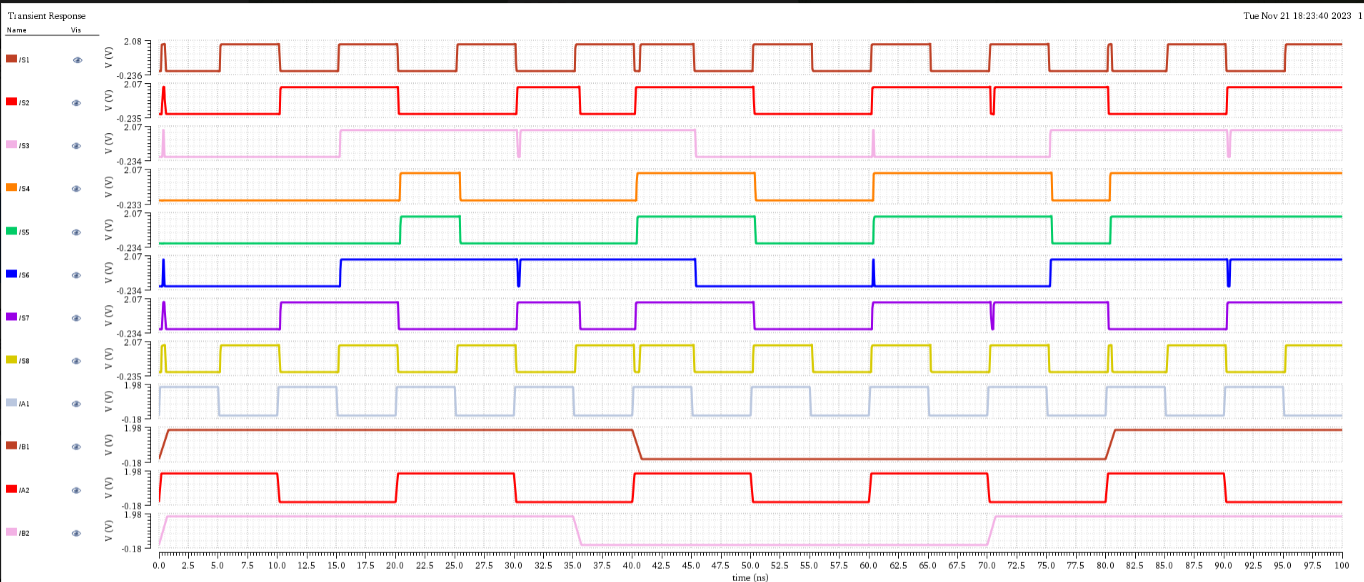 Transient Response
Tue Nov 21 18:23:40 2023 1
Name Vis
/S1 V (V) 2.08 -0.236
/S2 V (V) 2.07 -0.235
/S3 V (V) 2.07 -0.234
/S4 V (V) 2.07 -0.233
/S5 V (V) 2.07 -0.234
/S6 V (V) 2.07 -0.234
/S7 V (V) 2.07 -0.234
/S8 V (V) 2.07 -0.235
/A1 V (V) 1.98 -0.18
/B1 V (V) 1.98 -0.18
/A2 V (V) 1.98 -0.18
/B2 V (V) 1.98 -0.18
0.0 2.5 5.0 7.5 10.0 12.5 15.0 17.5 20.0 22.5 25.0 27.5 30.0 32.5 35.0 37.5 40.0 42.5 45.0 47.5 50.0 52.5 55.0 57.5 60.0 62.5 65.0 67.5 70.0 72.5 75.0 77.5 80.0 82.5 85.0 87.5 90.0 92.5 95.0 97.5 100
time (ns)